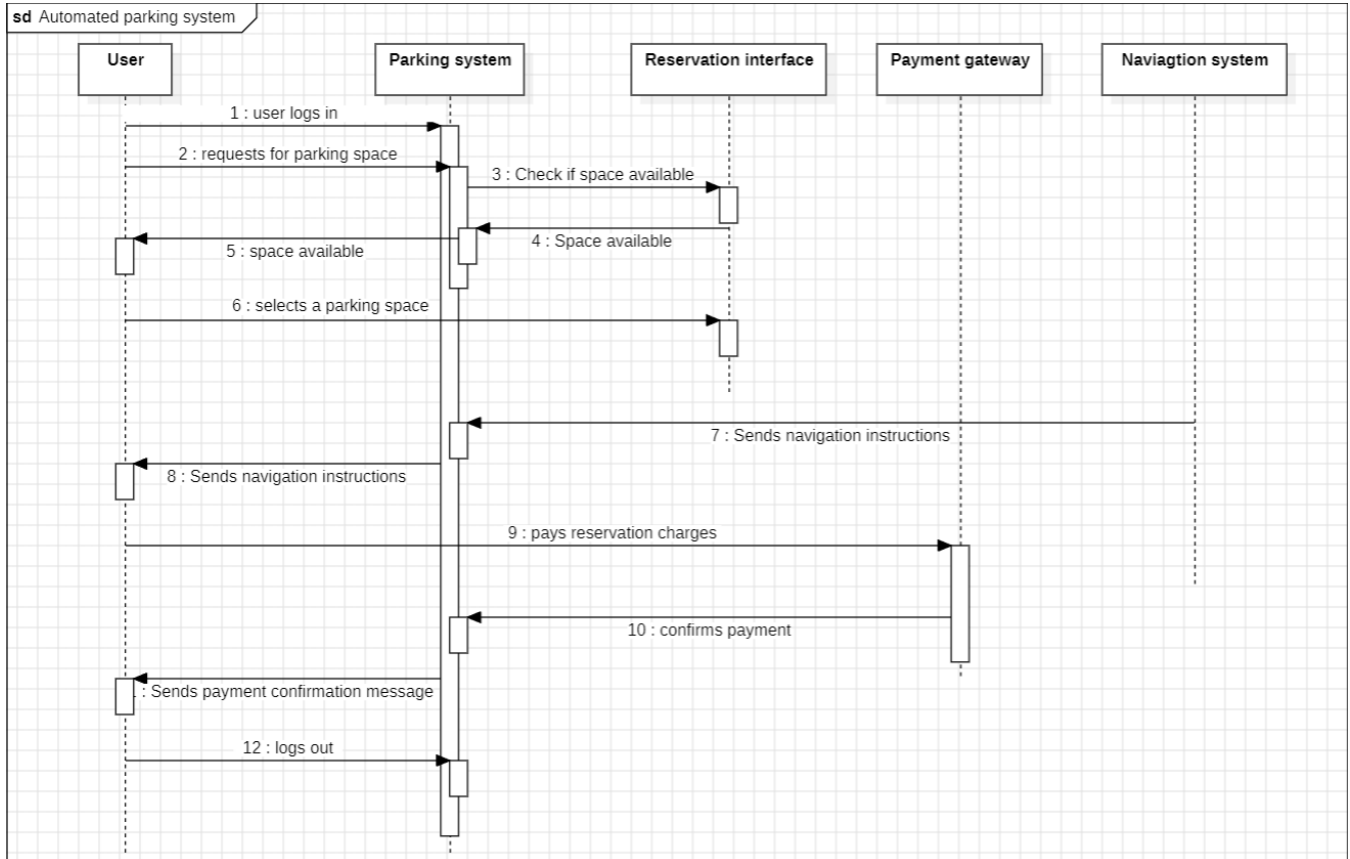 sd Automated parking system
User
Parking system
Reservation interface
Payment gateway
Naviagtion system
1 : user logs in
2 : requests for parking space
3 : Check if space available
4 : Space available
5 : space available
6 : selects a parking space
7 : Sends navigation instructions
8 : Sends navigation instructions
9 : pays reservation charges
10 : confirms payment
: Sends payment confirmation message
12 : logs out